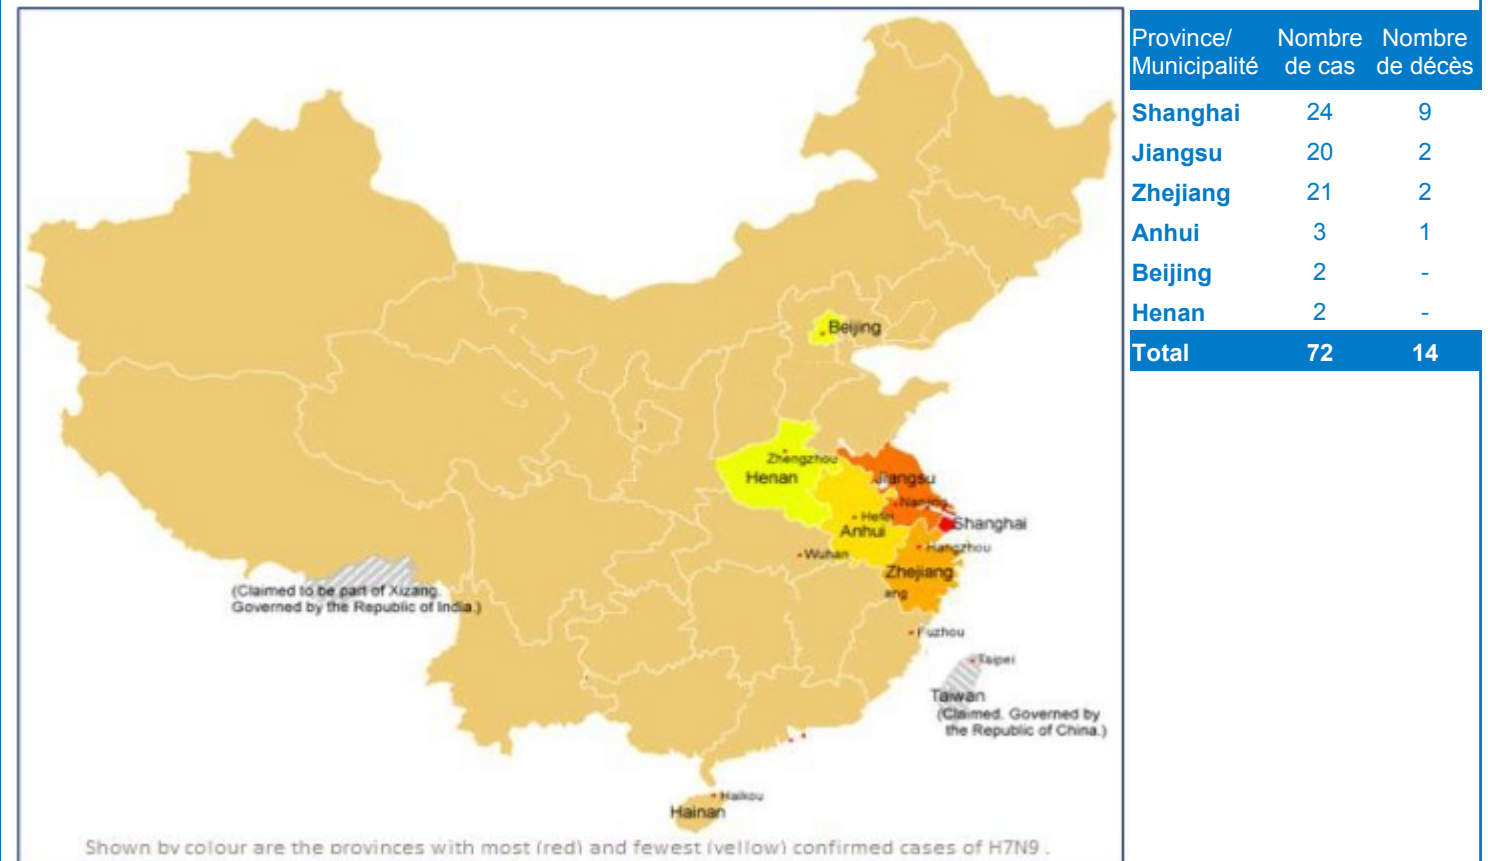 Beijing
Zhengzhou
Henan
Jiangsu
Nanjing
Hefei
Shanghai
Anhui
Hangzhou
Wuhan
Zhejiang
ang
(Claimed to be part of Xizang.
Governed by the Republic of India.)
Fuzhou
Taipei
Taiwan
(Claimed. Governed by
the Republic of China.)
Haikou
Hainan
Shown by colour are the provinces with most (red) and fewest (yellow) confirmed cases of H7N9 .
Province/ Nombre Nombre
Municipalité de cas de décès
Shanghai 24 9
Jiangsu 20 2
Zhejiang 21 2
Anhui 3 1
Beijing 2 -
Henan 2 -
Total 72 14